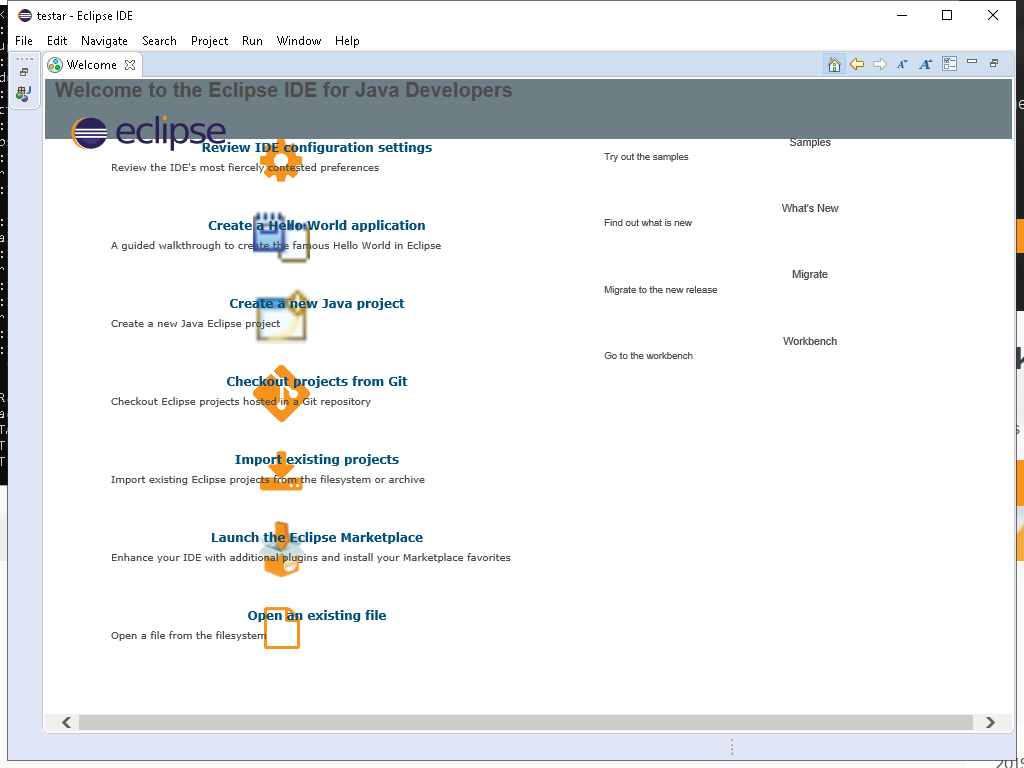 testar - Eclipse IDE
File Edit Navigate Search Project Run Window Help
Welcome
Welcome to the Eclipse IDE for Java Developers
eclipse
Review IDE configuration settings
Review the IDE's most fiercely contested preferences
Create a Hello World application
A guided walkthrough to create the famous Hello World in Eclipse
Create a new Java project
Create a new Java Eclipse project
Checkout projects from Git
Checkout Eclipse projects hosted in a Git repository
Import existing projects
Import existing Eclipse projects from the filesystem or archive
Launch the Eclipse Marketplace
Enhance your IDE with additional plugins and install your Marketplace favorites
Open an existing file
Open a file from the filesystem
Samples
Try out the samples
What's New
Find out what is new
Migrate
Migrate to the new release
Workbench
Go to the workbench